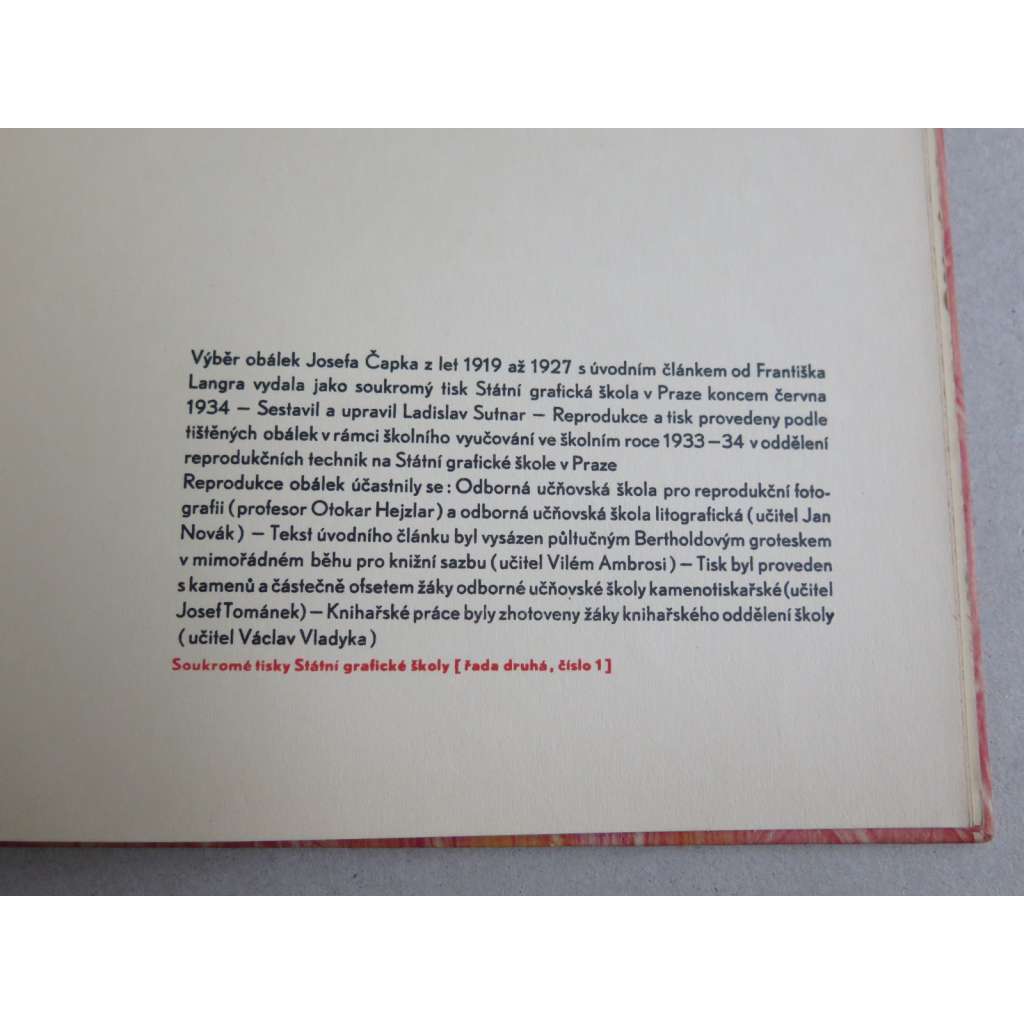 Výběr obálek Josefa Čapka z let 1919 až 1927 s úvodním článkem od Františka
Langra vydala jako soukromý tisk Státní grafická škola v Praze koncem června
1934 — Sestavil a upravil Ladislav Sutnar — Reprodukce a tisk provedeny podle
tištěných obálek v rámci školního vyučování ve školním roce 1933—34 v oddělení
reprodukčních technik na Státní grafické škole v Praze
Reprodukce obálek účastnily se: Odborná učňovská škola pro reprodukční foto-
grafii (profesor Otokar Hejzlar) a odborná učňovská škola litografická (učitel Jan
Novák) — Tekst úvodního článku byl vysázen půltučným Bertholdovým groteskem
v mimořádném běhu pro knižní sazbu (učitel Vilém Ambrosi) — Tisk byl proveden
s kamenů a částečně ofsetem žáky odborné učňovské školy kamenotiskařské (učitel
Josef Tománek) — Knihařské práce byly zhotoveny žáky knihařského oddělení školy
(učitel Václav Vladyka)
Soukromé tisky Státní grafické školy [řada druhá, číslo 1]